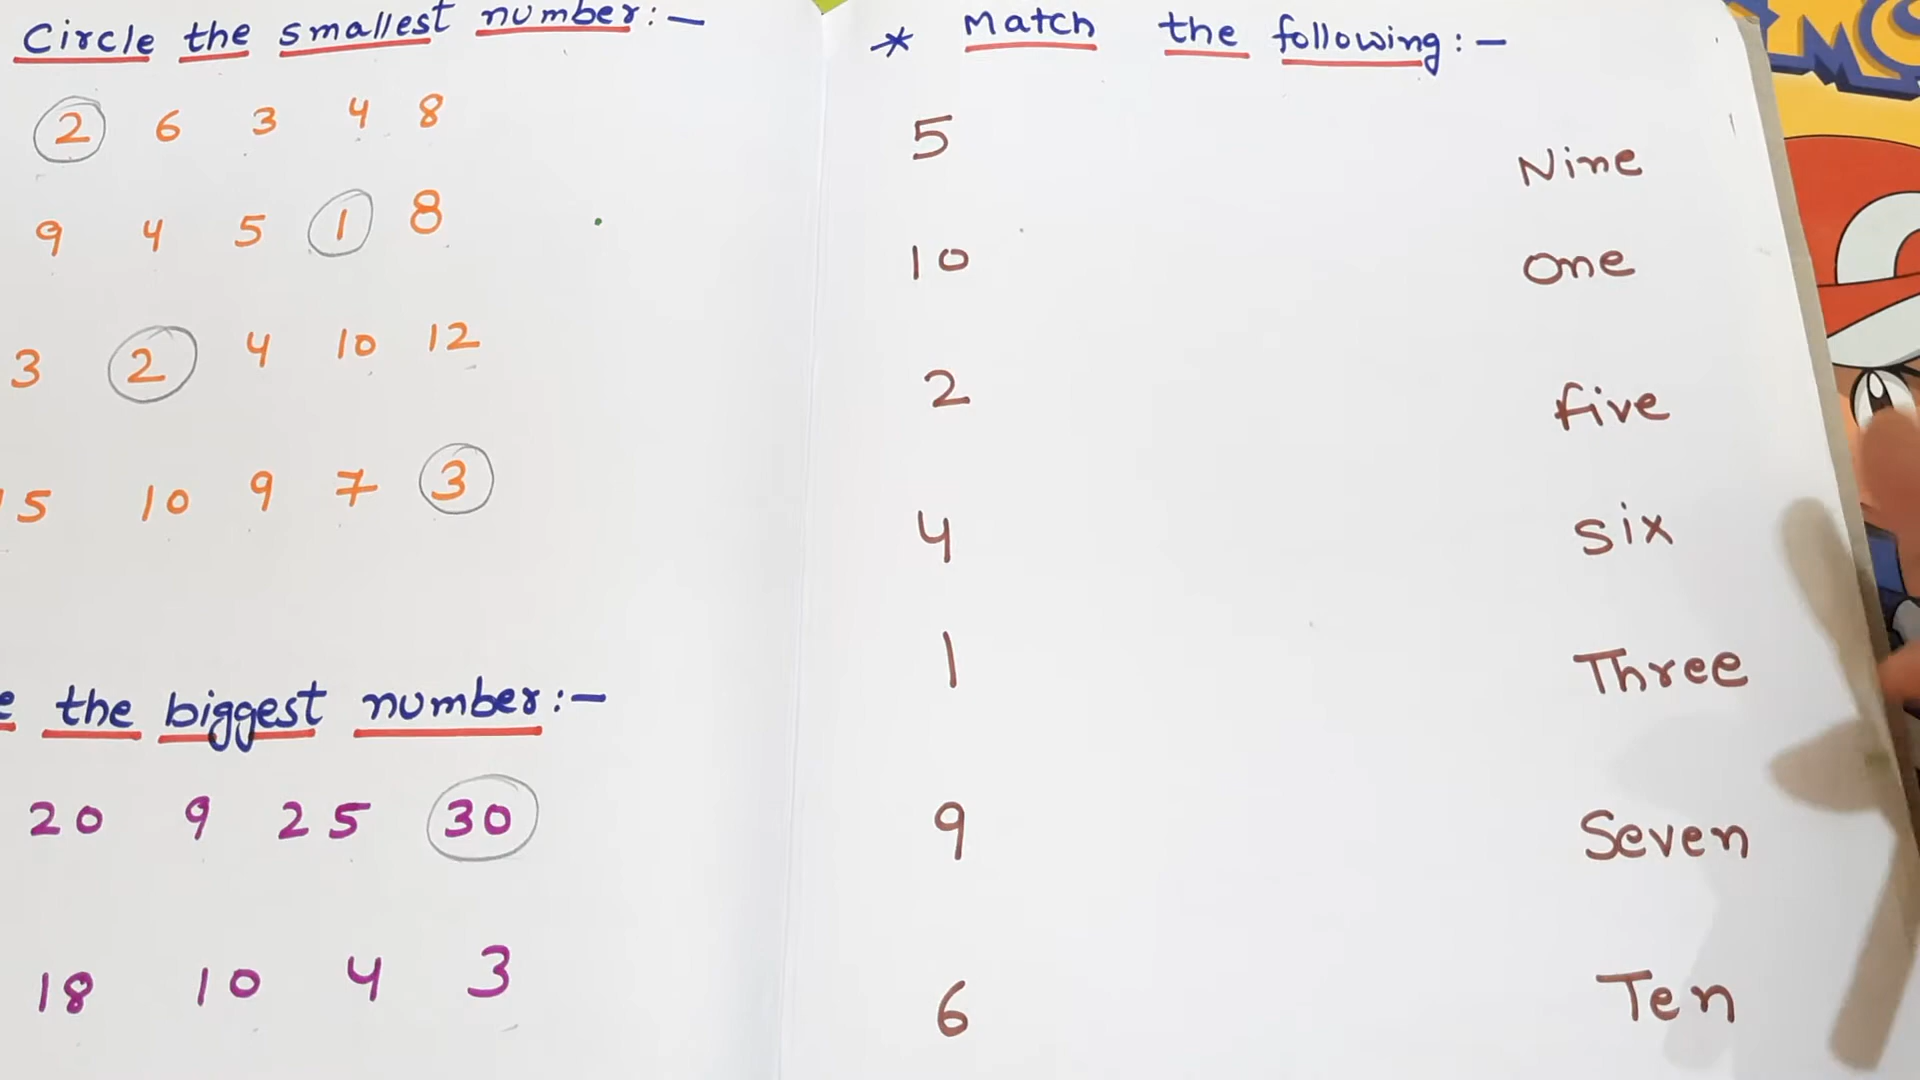 Circle the smallest number:-
2 6 3 4 8
9 4 5 1 8
3 2 4 10 12
15 10 9 7 3
the biggest number:-
20 9 25 30
18 10 4 3
* Match the following:-
5 Nine
10 One
2 five
4 six
1 Three
9 Seven
6 Ten